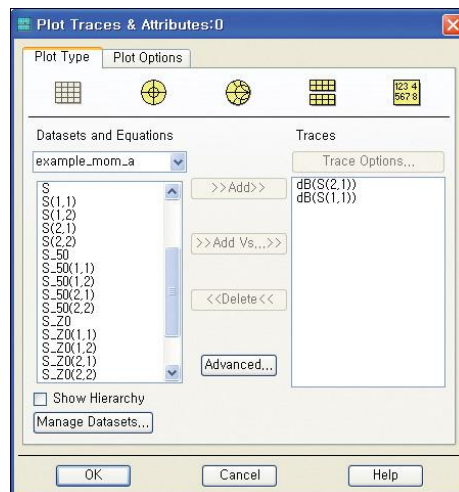 Plot Traces & Attributes:0
Plot Type
Plot Options
123 4
567 8
Datasets and Equations
Traces
example_mom_a
Trace Options...
S
S(1,1)
S(1,2)
S(2,1)
S(2,2)
S_50
S_50(1,1)
S_50(1,2)
S_50(2,1)
S_50(2,2)
S_Z0
S_Z0(1,1)
S_Z0(1,2)
S_Z0(2,1)
S_Z0(2,2)
>>Add>>
>>Add Vs...>>
<<Delete<<
Advanced...
dB(S(2,1))
dB(S(1,1))
Show Hierarchy
Manage Datasets...
OK
Cancel
Help